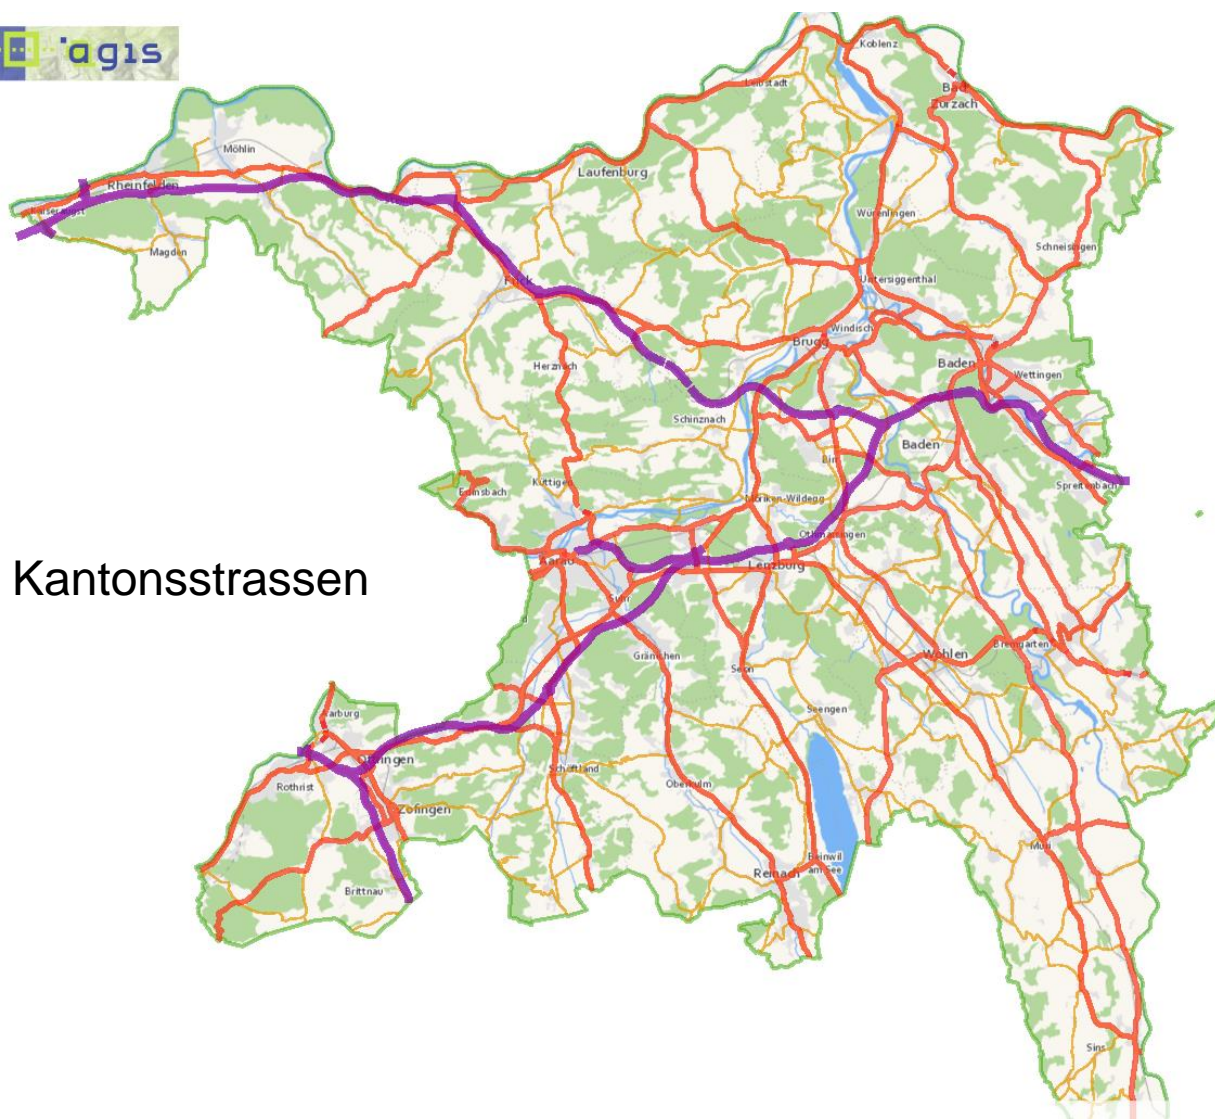 agis
Koblenz
Leibstadt
Bad
Zurzach
Möhlin
Laufenburg
Rheinfelden
Kaiseraugst
Würenlingen
Magden
Schneisingen
Untersiggenthal
Frick
Windisch
Brugg
Herznach
Baden
Wettingen
Schinznach
Baden
Birr
Küttigen
Spreitenbach
Erlinsbach
Möriken-Wildegg
Othmarsingen
Aarau
Lenzburg
Kantonsstrassen
Suhr
Gränichen
Wohlen
Bremgarten
Seon
Seengen
Aarburg
Oftringen
Schöftland
Rothrist
Oberkulm
Zofingen
Muri
Beinwil
am See
Reinach
Brittnau
Sins